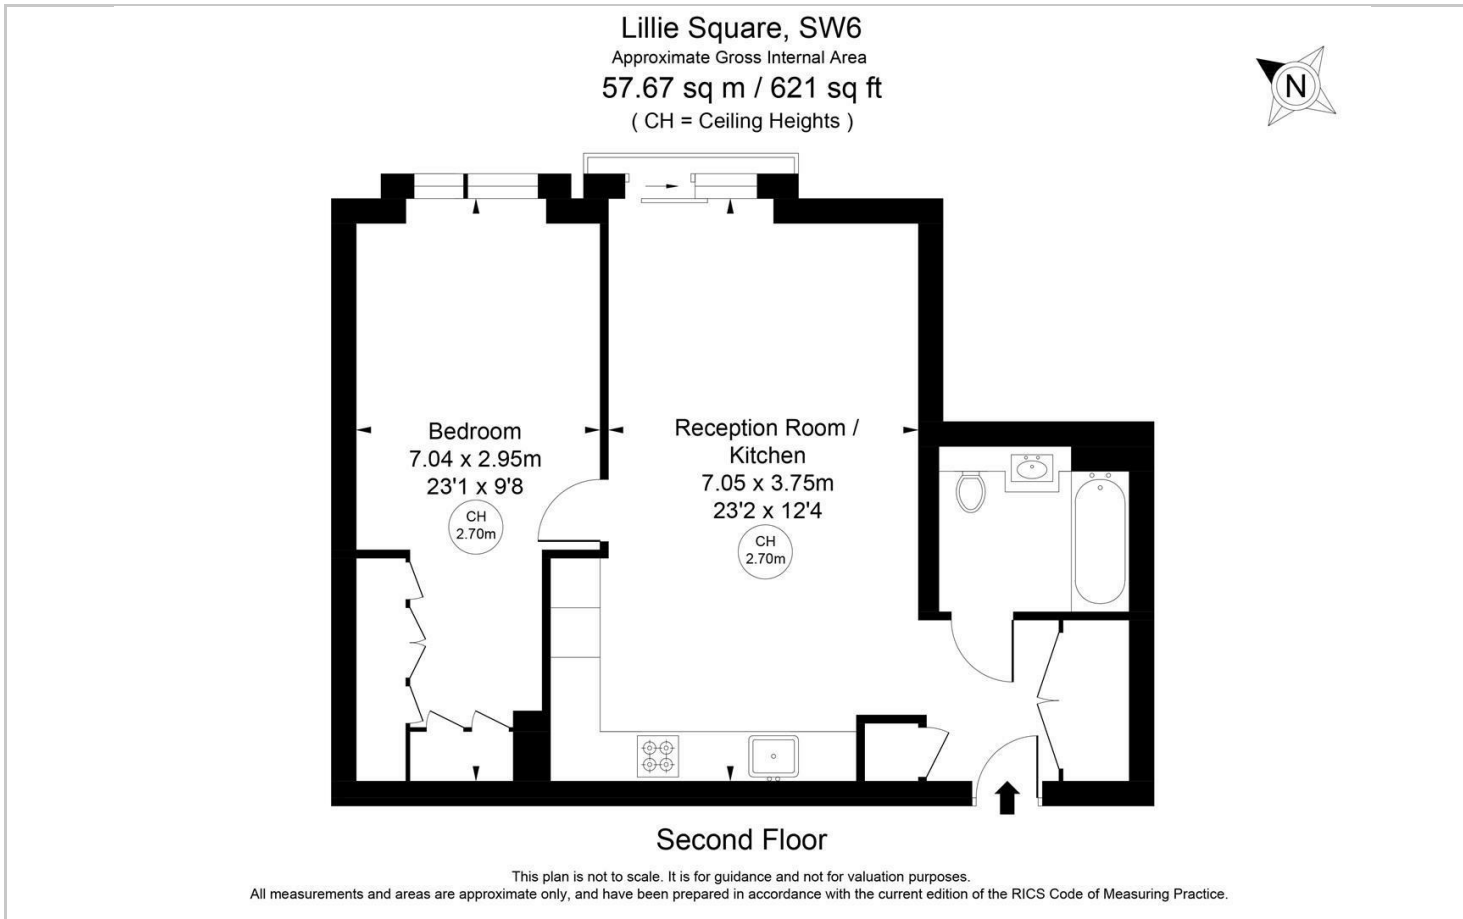 Lillie Square, SW6
Approximate Gross Internal Area
57.67 sq m / 621 sq ft
( CH = Ceiling Heights )
N
Bedroom
7.04 x 2.95m
23'1 x 9'8
CH
2.70m
Reception Room /
Kitchen
7.05 x 3.75m
23'2 x 12'4
CH
2.70m
Second Floor
This plan is not to scale. It is for guidance and not for valuation purposes.
All measurements and areas are approximate only, and have been prepared in accordance with the current edition of the RICS Code of Measuring Practice.